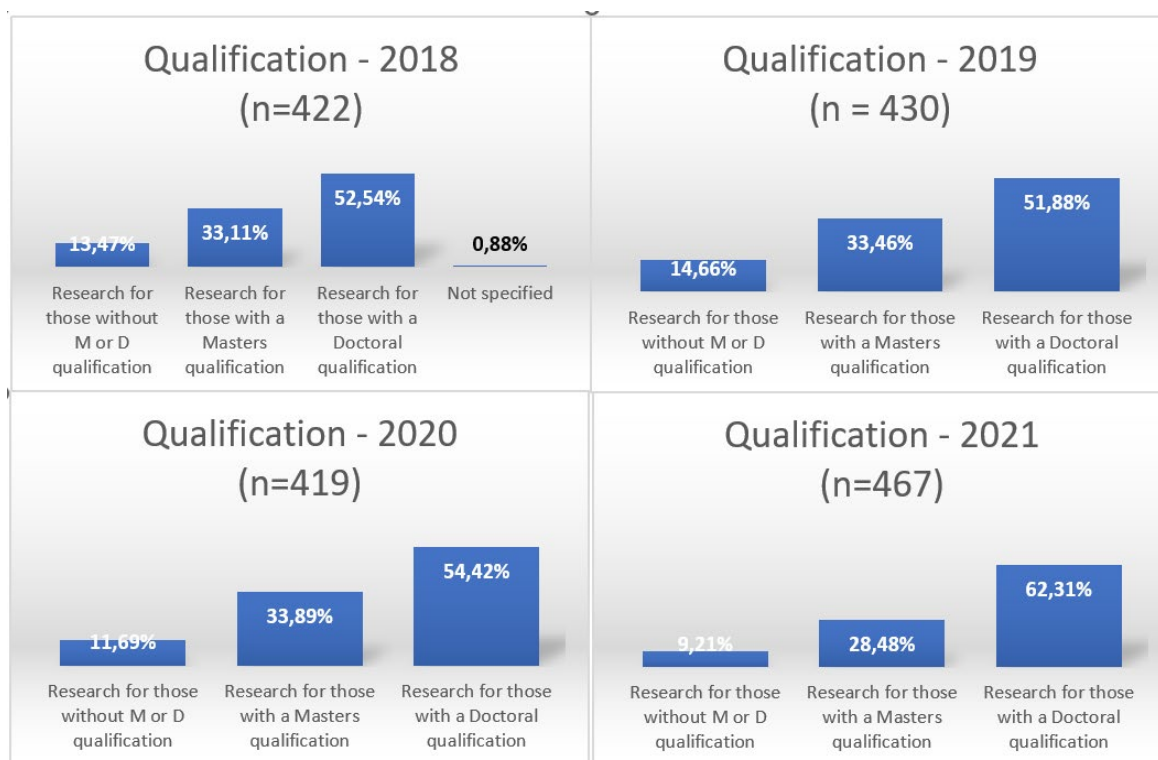 Qualification - 2018
(n=422)
13,47%
33,11%
52,54%
0,88%
Research for those without M or D qualification
Research for those with a Masters qualification
Research for those with a Doctoral qualification
Not specified
Qualification - 2019
(n = 430)
14,66%
33,46%
51,88%
Research for those without M or D qualification
Research for those with a Masters qualification
Research for those with a Doctoral qualification
Qualification - 2020
(n=419)
11,69%
33,89%
54,42%
Research for those without M or D qualification
Research for those with a Masters qualification
Research for those with a Doctoral qualification
Qualification - 2021
(n=467)
9,21%
28,48%
62,31%
Research for those without M or D qualification
Research for those with a Masters qualification
Research for those with a Doctoral qualification